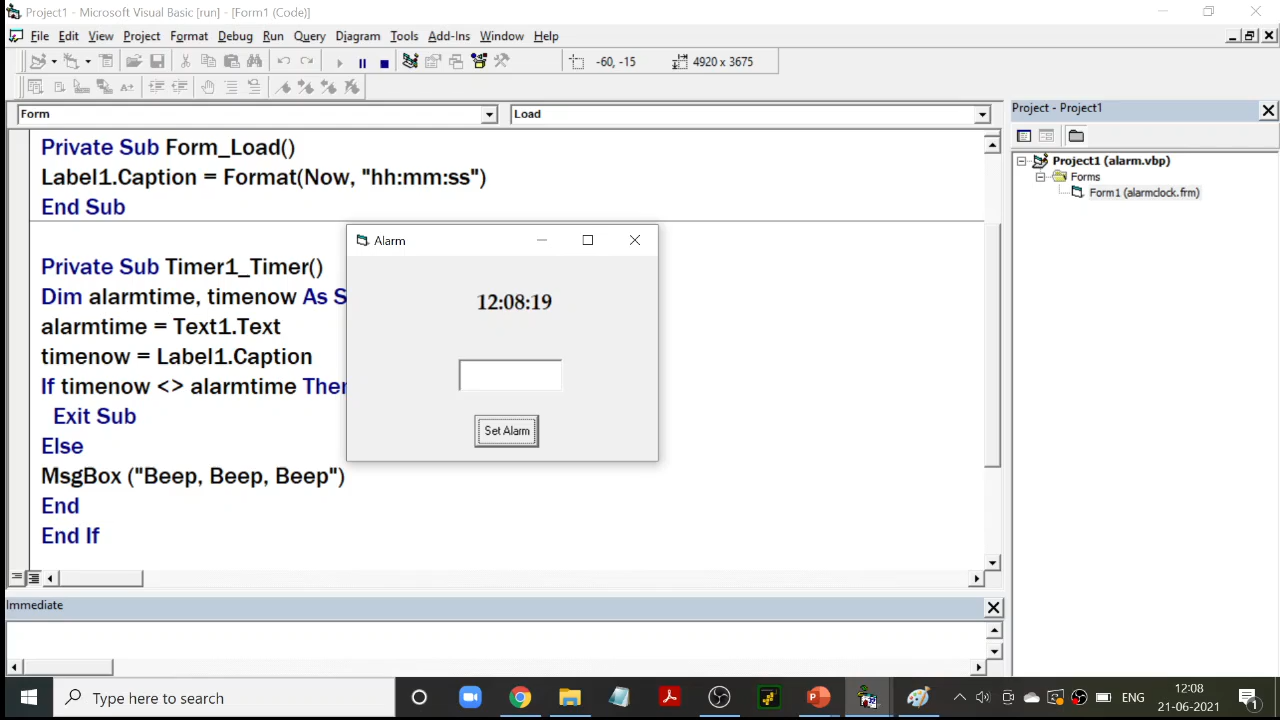 Project1 - Microsoft Visual Basic [run] - [Form1 (Code)]
File Edit View Project Format Debug Run Query Diagram Tools Add-Ins Window Help
-60, -15 4920 x 3675
Form Load
Project - Project1
Private Sub Form_Load()
Label1.Caption = Format(Now, "hh:mm:ss")
End Sub
Project1 (alarm.vbp)
Forms
Form1 (alarmclock.frm)
Alarm
12:08:19
Set Alarm
Private Sub Timer1_Timer()
Dim alarmtime, timenow As S
alarmtime = Text1.Text
timenow = Label1.Caption
If timenow <> alarmtime Then
Exit Sub
Else
MsgBox ("Beep, Beep, Beep")
End
End If
Immediate
Type here to search
ENG
12:08
21-06-2021
1